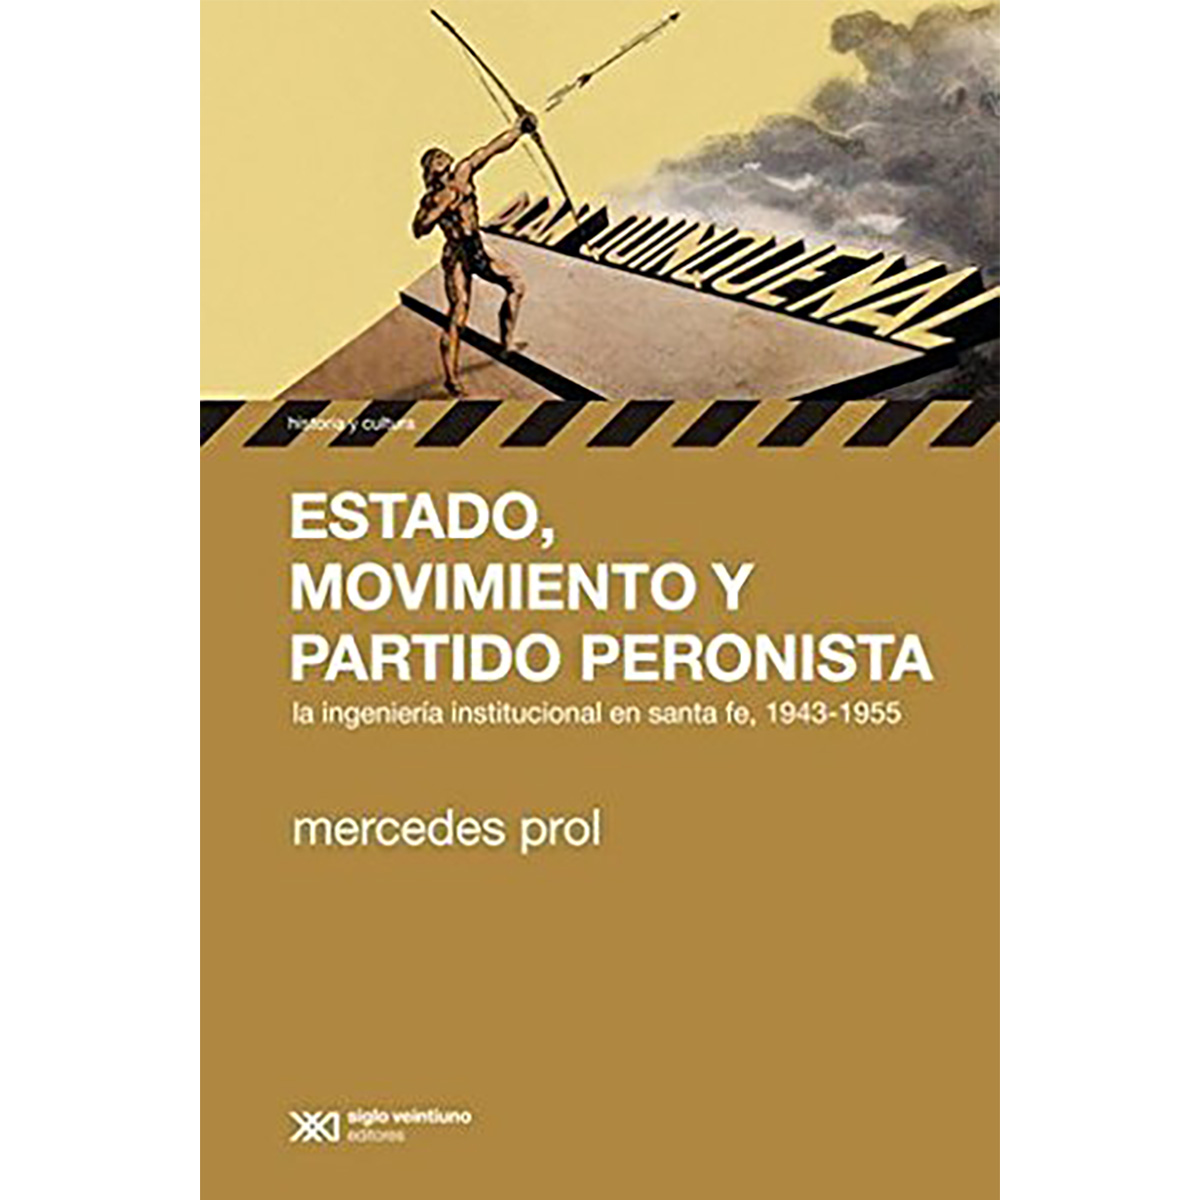 PLAN QUINQUENAL
historia y cultura
ESTADO,
MOVIMIENTO Y
PARTIDO PERONISTA
la ingeniería institucional en santa fe, 1943-1955
mercedes prol
siglo veintiuno
editores